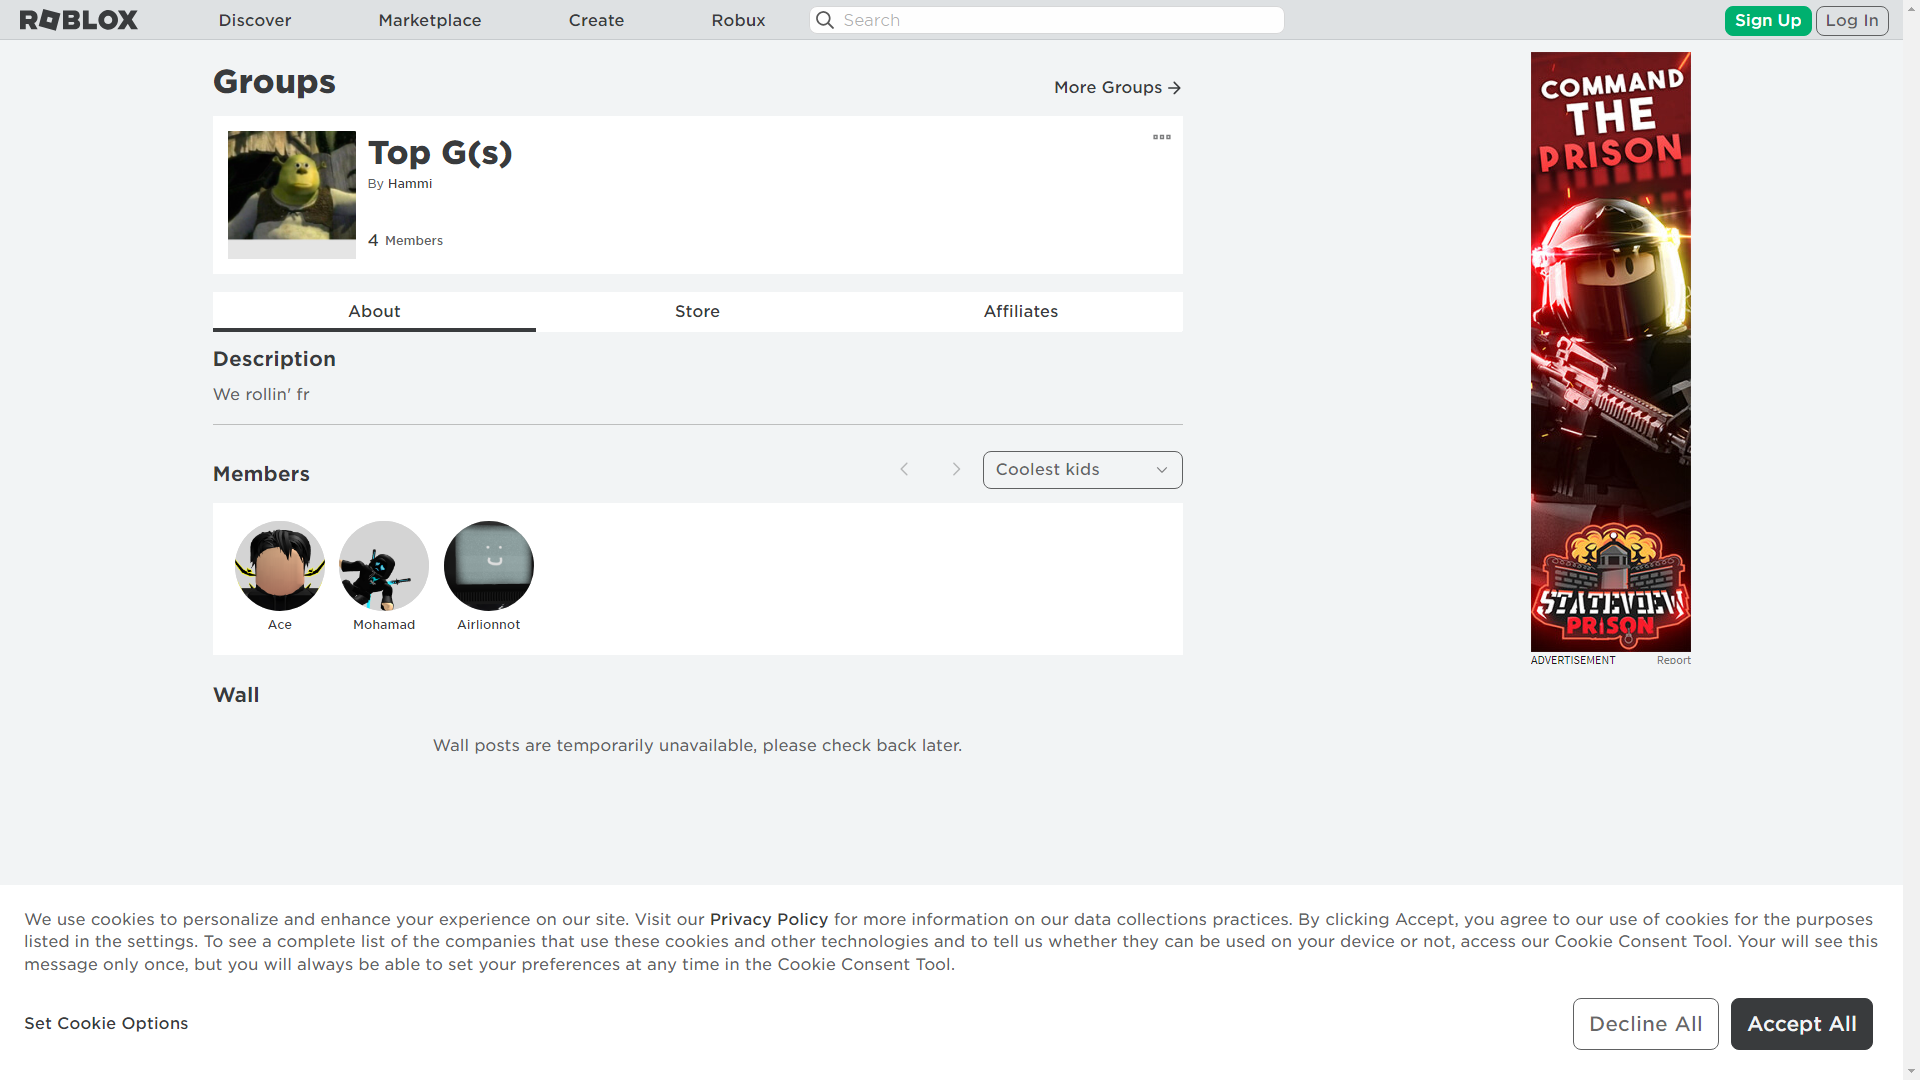 ROBLOX
Discover
Marketplace
Create
Robux
Search
Sign Up
Log In
Groups
More Groups
Top G(s)
By Hammi
4 Members
About
Store
Affiliates
Description
We rollin' fr
Members
Coolest kids
Ace
Mohamad
Airlionnot
Wall
Wall posts are temporarily unavailable, please check back later.
COMMAND
THE
PRISON
STATEVIEW
PRISON
ADVERTISEMENT
Report
We use cookies to personalize and enhance your experience on our site. Visit our Privacy Policy for more information on our data collections practices. By clicking Accept, you agree to our use of cookies for the purposes
listed in the settings. To see a complete list of the companies that use these cookies and other technologies and to tell us whether they can be used on your device or not, access our Cookie Consent Tool. Your will see this
message only once, but you will always be able to set your preferences at any time in the Cookie Consent Tool.
Set Cookie Options
Decline All
Accept All